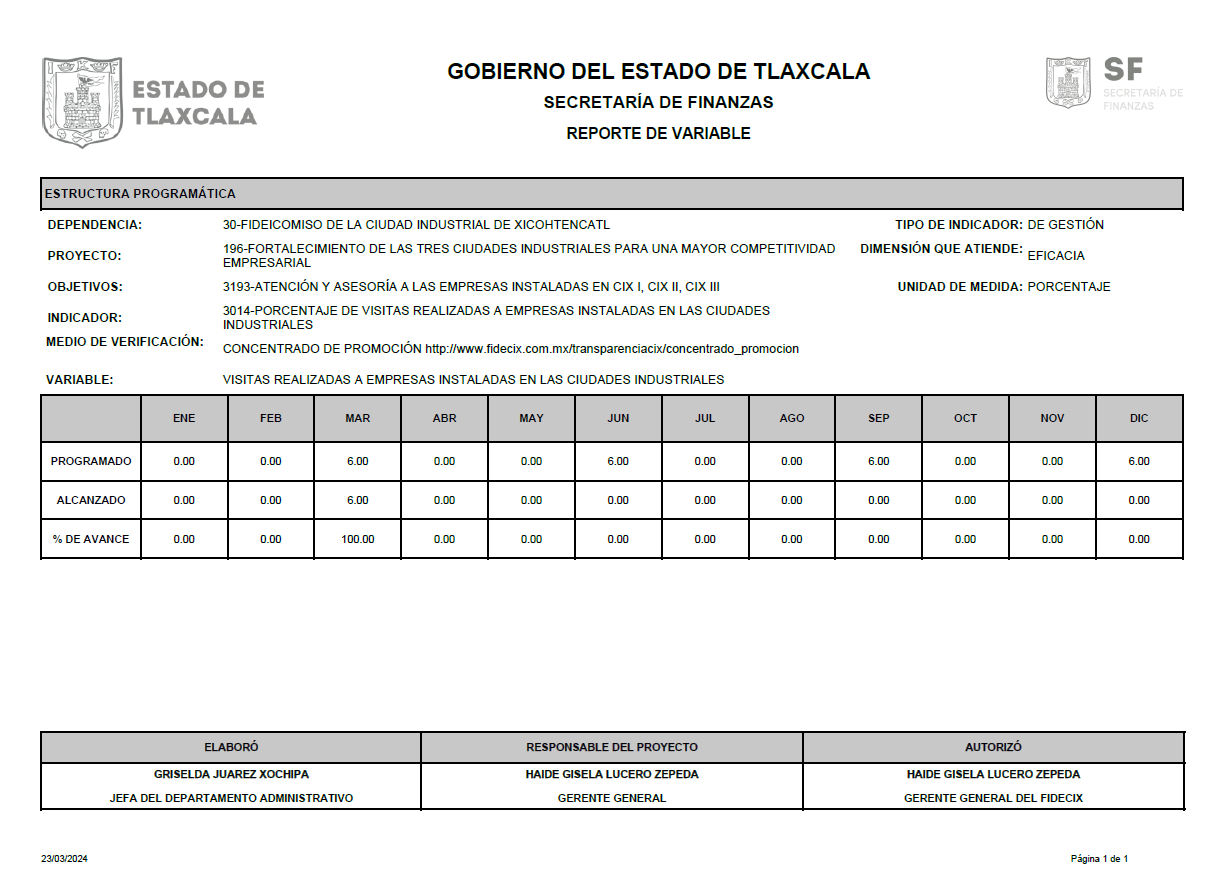 ESTADO DE
TLAXCALA
GOBIERNO DEL ESTADO DE TLAXCALA
SECRETARÍA DE FINANZAS
REPORTE DE VARIABLE
SF
SECRETARÍA DE
FINANZAS
ESTRUCTURA PROGRAMÁTICA
DEPENDENCIA: 30-FIDEICOMISO DE LA CIUDAD INDUSTRIAL DE XICOHTENCATL TIPO DE INDICADOR: DE GESTIÓN
PROYECTO: 196-FORTALECIMIENTO DE LAS TRES CIUDADES INDUSTRIALES PARA UNA MAYOR COMPETITIVIDAD
EMPRESARIAL DIMENSIÓN QUE ATIENDE: EFICACIA
OBJETIVOS: 3193-ATENCIÓN Y ASESORÍA A LAS EMPRESAS INSTALADAS EN CIX I, CIX II, CIX III UNIDAD DE MEDIDA: PORCENTAJE
INDICADOR: 3014-PORCENTAJE DE VISITAS REALIZADAS A EMPRESAS INSTALADAS EN LAS CIUDADES
INDUSTRIALES
MEDIO DE VERIFICACIÓN: CONCENTRADO DE PROMOCIÓN http://www.fidecix.com.mx/transparenciacix/concentrado_promocion
VARIABLE: VISITAS REALIZADAS A EMPRESAS INSTALADAS EN LAS CIUDADES INDUSTRIALES
ENE FEB MAR ABR MAY JUN JUL AGO SEP OCT NOV DIC
PROGRAMADO 0.00 0.00 6.00 0.00 0.00 6.00 0.00 0.00 6.00 0.00 0.00 6.00
ALCANZADO 0.00 0.00 6.00 0.00 0.00 0.00 0.00 0.00 0.00 0.00 0.00 0.00
% DE AVANCE 0.00 0.00 100.00 0.00 0.00 0.00 0.00 0.00 0.00 0.00 0.00 0.00
ELABORÓ RESPONSABLE DEL PROYECTO AUTORIZÓ
GRISELDA JUAREZ XOCHIPA HAIDE GISELA LUCERO ZEPEDA HAIDE GISELA LUCERO ZEPEDA
JEFA DEL DEPARTAMENTO ADMINISTRATIVO GERENTE GENERAL GERENTE GENERAL DEL FIDECIX
23/03/2024 Página 1 de 1